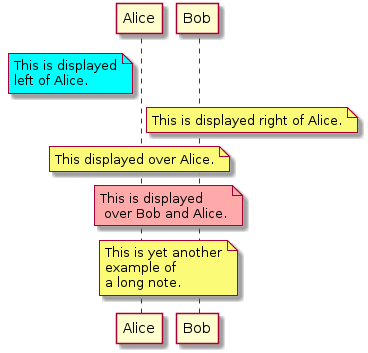 Alice Bob
This is displayed
left of Alice.
This is displayed right of Alice.
This displayed over Alice.
This is displayed
over Bob and Alice.
This is yet another
example of
a long note.
Alice Bob